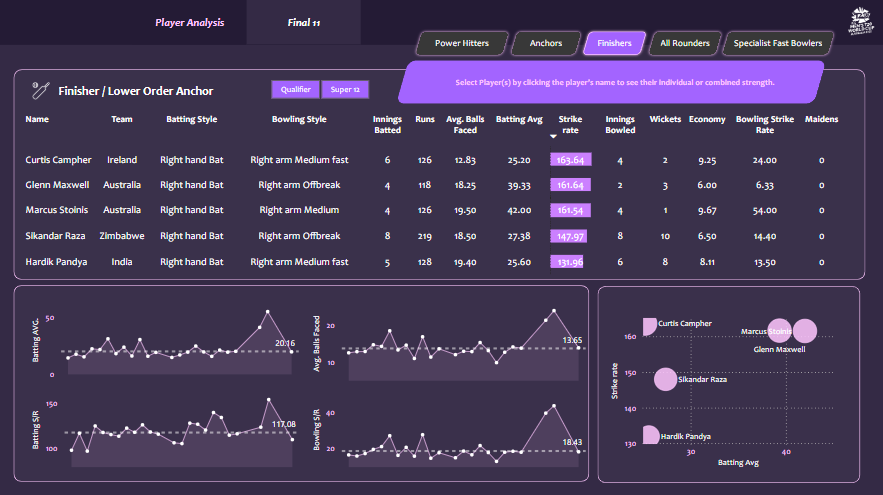 Player Analysis
Final 11
Power Hitters
Anchors
Finishers
All Rounders
Specialist Fast Bowlers
Select Player(s) by clicking the player's name to see their individual or combined strength.
Finisher / Lower Order Anchor
Qualifier
Super 12
Name Team Batting Style Bowling Style Innings Batted Runs Avg. Balls Faced Batting Avg Strike rate Innings Bowled Wickets Economy Bowling Strike Rate Maidens
Curtis Campher Ireland Right hand Bat Right arm Medium fast 6 126 12.83 25.20 163.64 4 2 9.25 24.00 0
Glenn Maxwell Australia Right hand Bat Right arm Offbreak 4 118 18.25 39.33 161.64 2 3 6.00 6.33 0
Marcus Stoinis Australia Right hand Bat Right arm Medium 4 126 19.50 42.00 161.54 4 1 9.67 54.00 0
Sikandar Raza Zimbabwe Right hand Bat Right arm Offbreak 8 219 18.50 27.38 147.97 8 10 6.50 14.40 0
Hardik Pandya India Right hand Bat Right arm Medium fast 5 128 19.40 25.60 131.96 6 8 8.11 13.50 0
Batting AVG.
50
0
20.16
Avg. Balls Faced
20
10
13.65
Batting S/R
150
100
117.08
Bowling S/R
40
20
18.43
Strike rate
160
150
140
130
Curtis Campher
Marcus Stoinis
Glenn Maxwell
Sikandar Raza
Hardik Pandya
30
40
Batting Avg